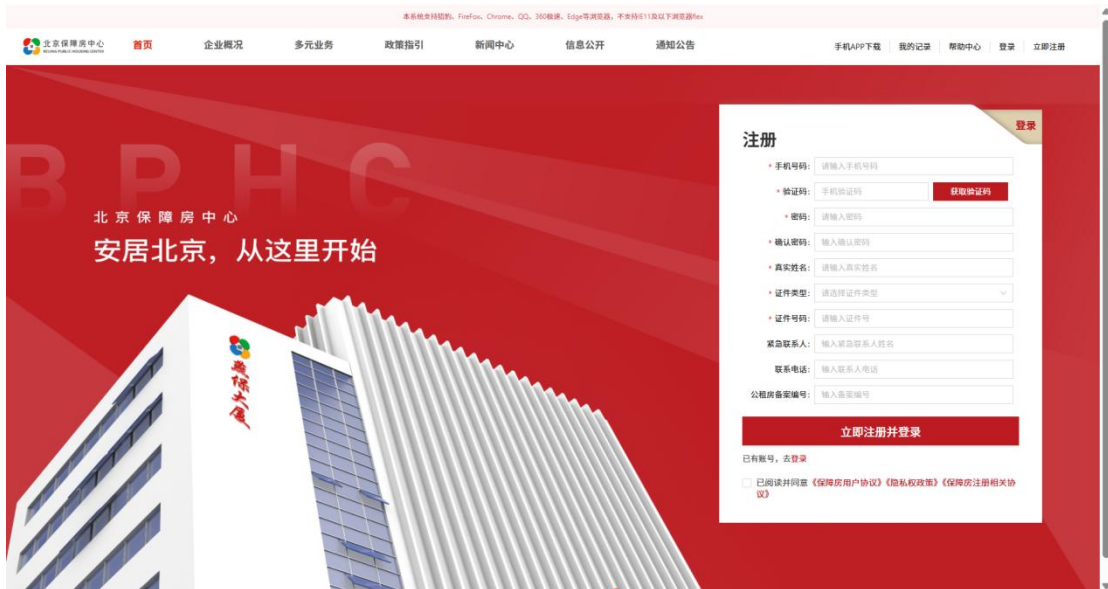 本系统支持猎豹、FireFox、Chrome、QQ、360极速、Edge等浏览器，不支持IE11及以下浏览器flex
北京保障房中心
BEIJING PUBLIC HOUSING CENTER
首页 企业概况 多元业务 政策指引 新闻中心 信息公开 通知公告 手机APP下载 我的记录 帮助中心 登录 立即注册
BPHC
北京保障房中心
安居北京，从这里开始
燕保大厦
登录
注册
* 手机号码: 请输入手机号码
* 验证码: 手机验证码 获取验证码
* 密码: 请输入密码
* 确认密码: 输入确认密码
* 真实姓名: 请输入真实姓名
* 证件类型: 请选择证件类型
* 证件号码: 请输入证件号
紧急联系人: 输入紧急联系人姓名
联系电话: 输入联系人电话
公租房备案编号: 输入备案编号
立即注册并登录
已有账号，去登录
已阅读并同意《保障房用户协议》《隐私权政策》《保障房注册相关协
议》